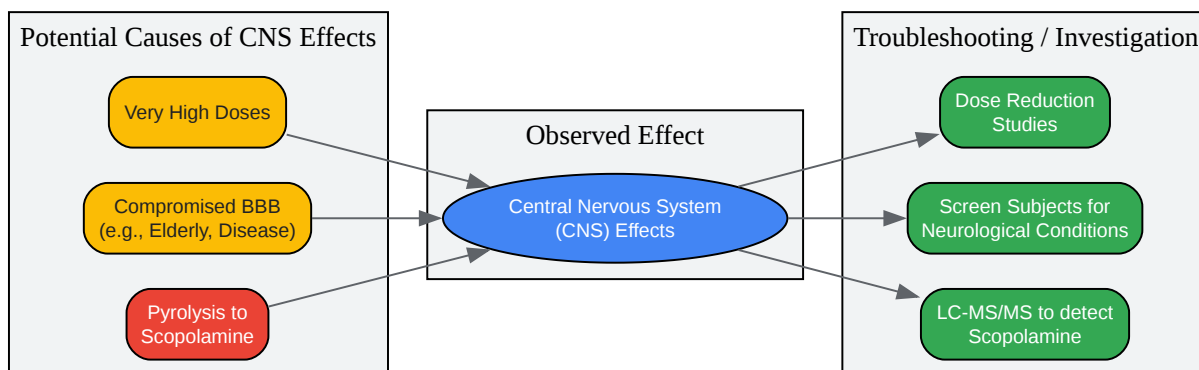 Potential Causes of CNS Effects
Very High Doses
Compromised BBB
(e.g., Elderly, Disease)
Pyrolysis to
Scopolamine
Observed Effect
Central Nervous System
(CNS) Effects
Troubleshooting / Investigation
Dose Reduction
Studies
Screen Subjects for
Neurological Conditions
LC-MS/MS to detect
Scopolamine